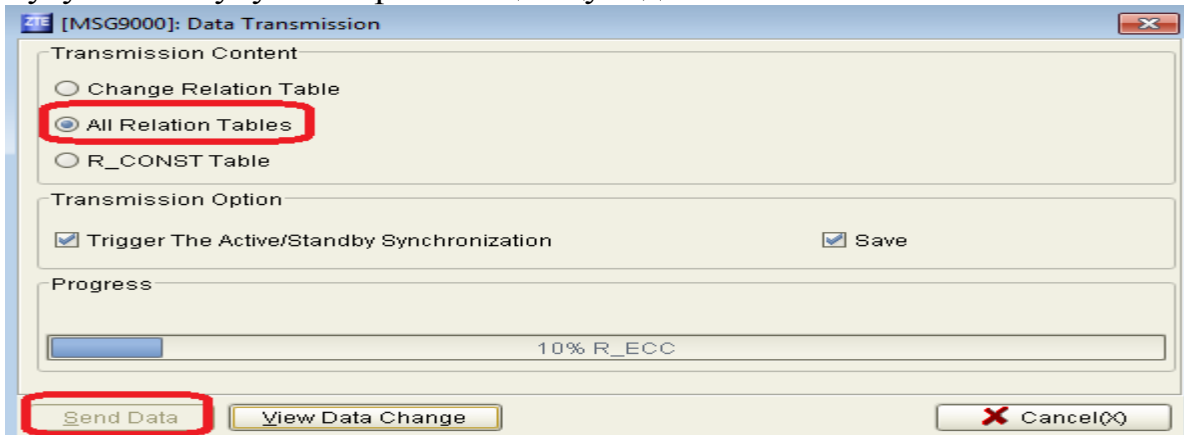 ZTE [MSG9000]: Data Transmission
Transmission Content
Change Relation Table
All Relation Tables
R_CONST Table
Transmission Option
Trigger The Active/Standby Synchronization Save
Progress
10% R_ECC
Send Data View Data Change Cancel(X)